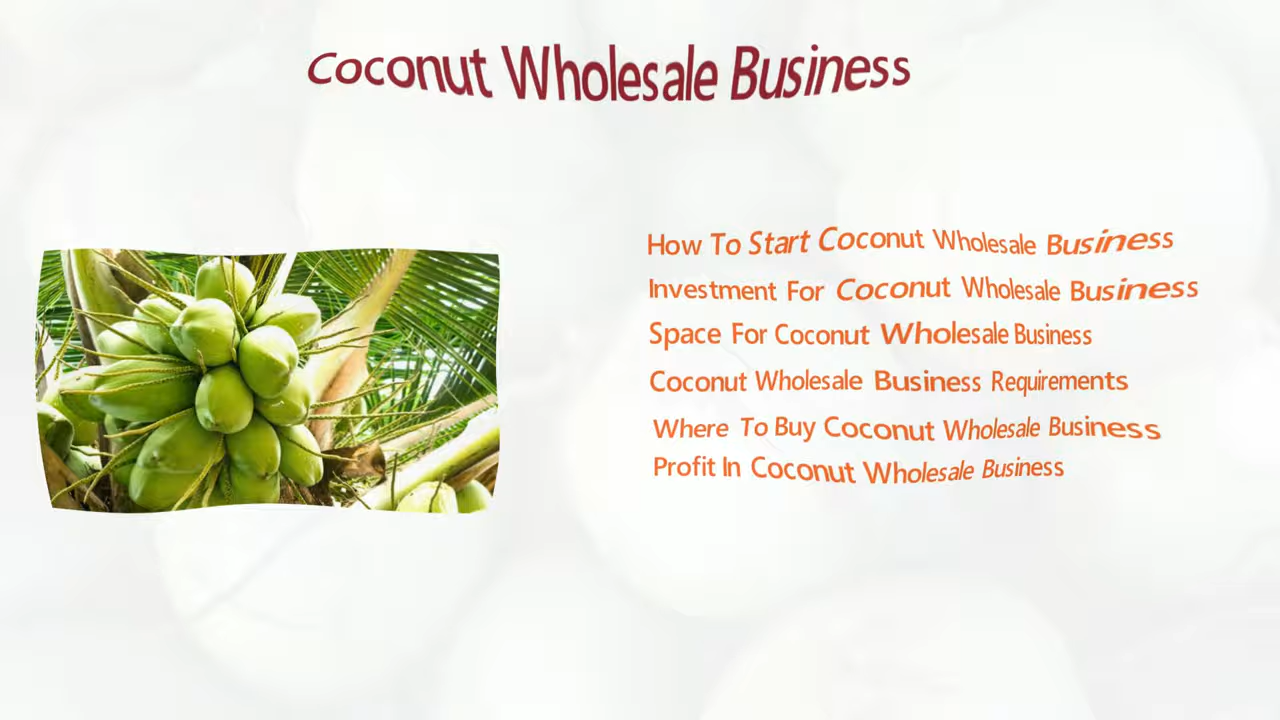 Coconut Wholesale Business
How To Start Coconut Wholesale Business
Investment For Coconut Wholesale Business
Space For Coconut Wholesale Business
Coconut Wholesale Business Requirements
Where To Buy Coconut Wholesale Business
Profit In Coconut Wholesale Business